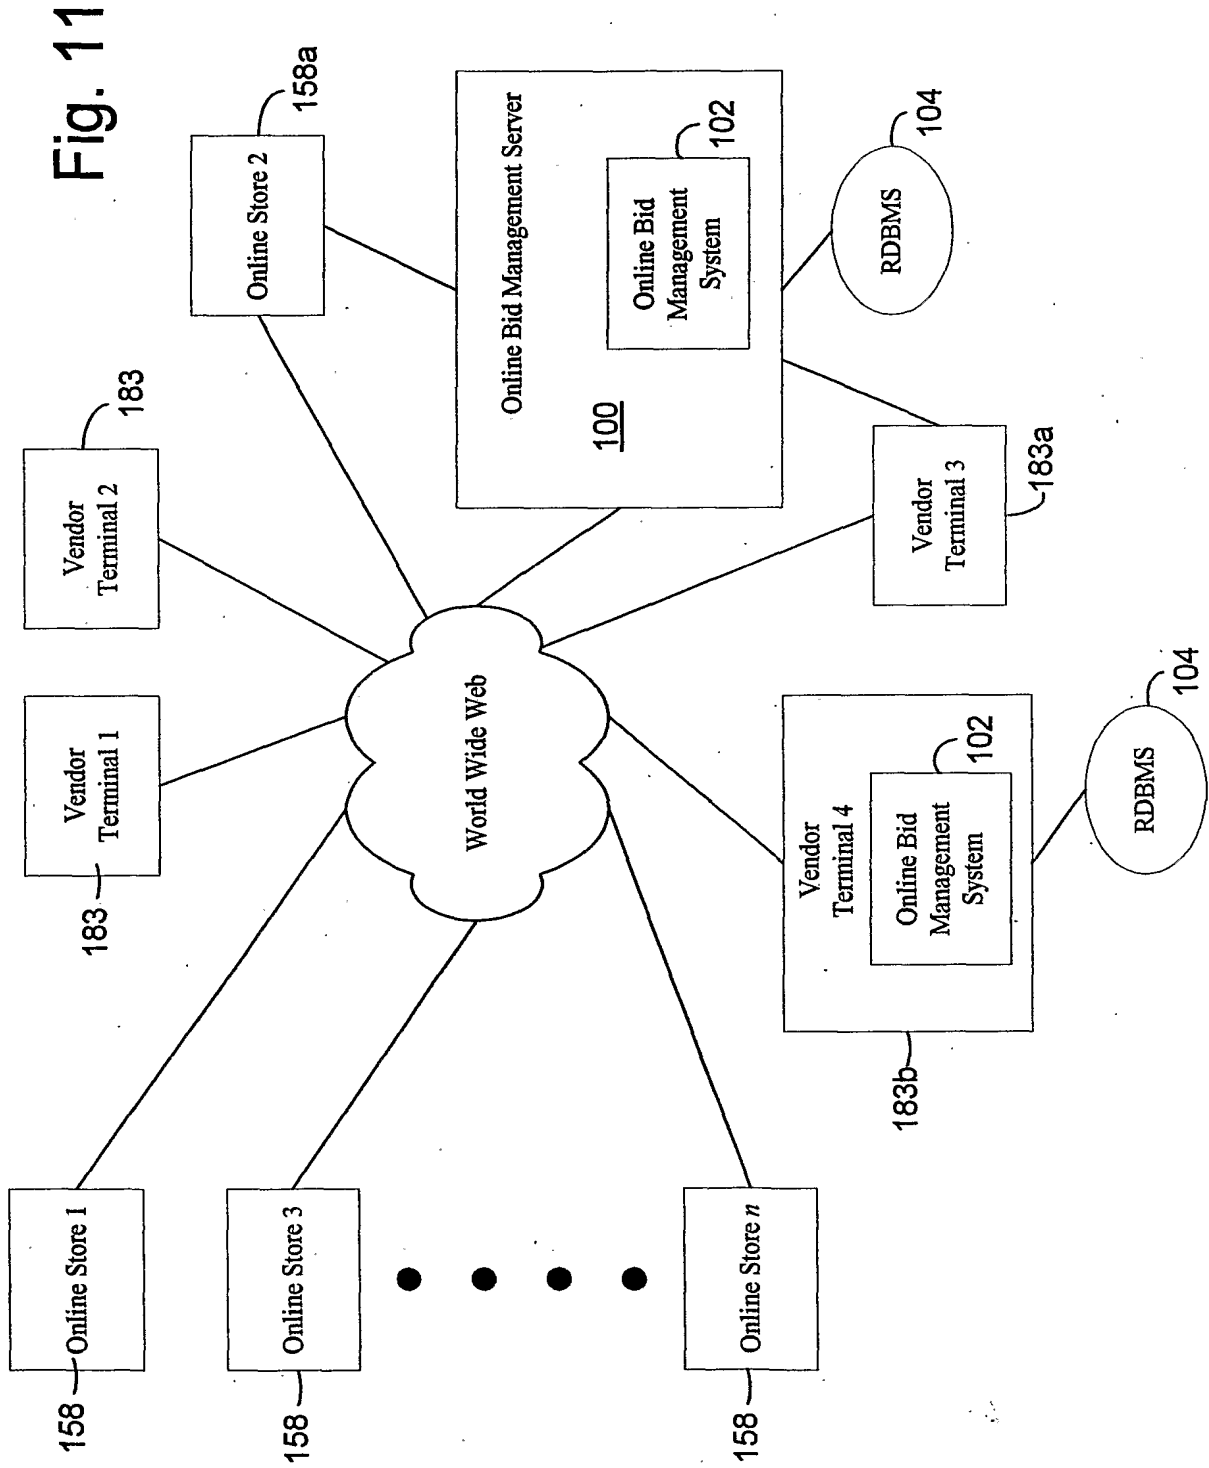 Fig. 11
Online Store 1
158
Online Store 3
158
Online Store n
158
Vendor
Terminal 1
183
Vendor
Terminal 2
183
Online Store 2
158a
World Wide Web
Online Bid Management Server
100
Online Bid
Management
System
102
RDBMS
104
Vendor
Terminal 3
183a
Vendor
Terminal 4
183b
Online Bid
Management
System
102
RDBMS
104